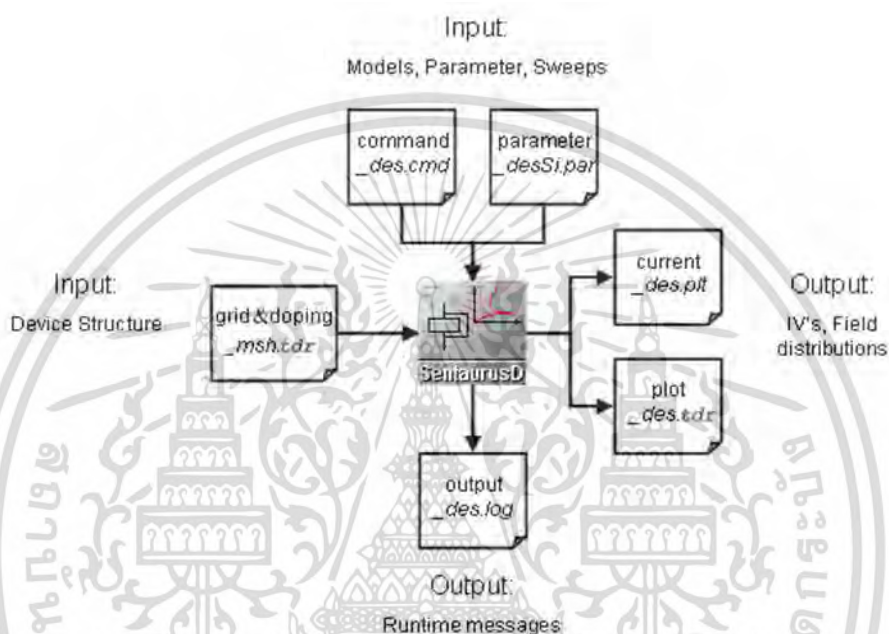 Input:
Models, Parameter, Sweeps
command
_des.cmd
parameter
_desSi.par
Input:
Device Structure
grid&doping
_msh.tdr
SentaurusD
current
_des.plt
Output:
IV's, Field
distributions
plot
_des.tdr
output
_des.log
Output:
Runtime messages